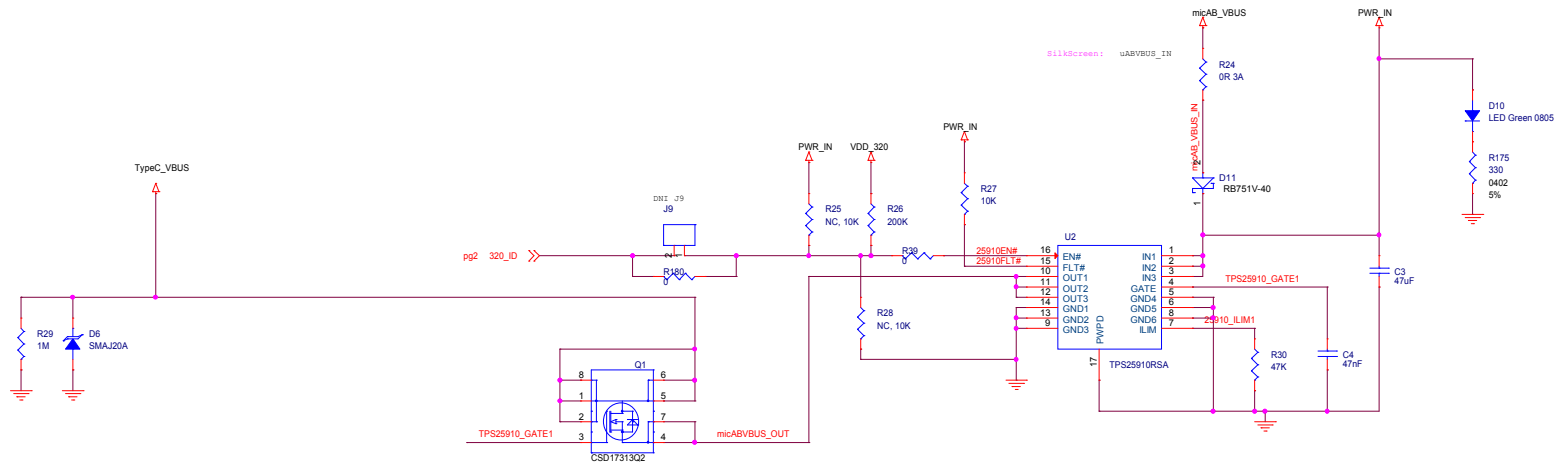 micAB_VBUS
PWR_IN
SilkScreen: uABVBUS_IN
R24
0R 3A
D10
LED Green 0805
micAB_VBUS_IN
PWR_IN
PWR_IN
VDD_320
TypeC_VBUS
R175
330
0402
5%
2
D11
RB751V-40
1
DNI J9
J9
R25
NC, 10K
R26
200K
R27
10K
U2
pg2 320_ID
2
1
R39
0
25910EN#
25910FLT#
16
15
10
11
12
14
13
9
EN#
FLT#
OUT1
OUT2
OUT3
GND1
GND2
GND3
PWPD
IN1
IN2
IN3
GATE
GND4
GND5
GND6
ILIM
1
2
3
4
5
6
8
7
TPS25910_GATE1
25910_ILIM1
C3
47uF
R180
0
R29
1M
D6
SMAJ20A
R28
NC, 10K
17
TPS25910RSA
R30
47K
C4
47nF
Q1
8
1
2
3
6
5
7
4
TPS25910_GATE1
micABVBUS_OUT
CSD17313Q2